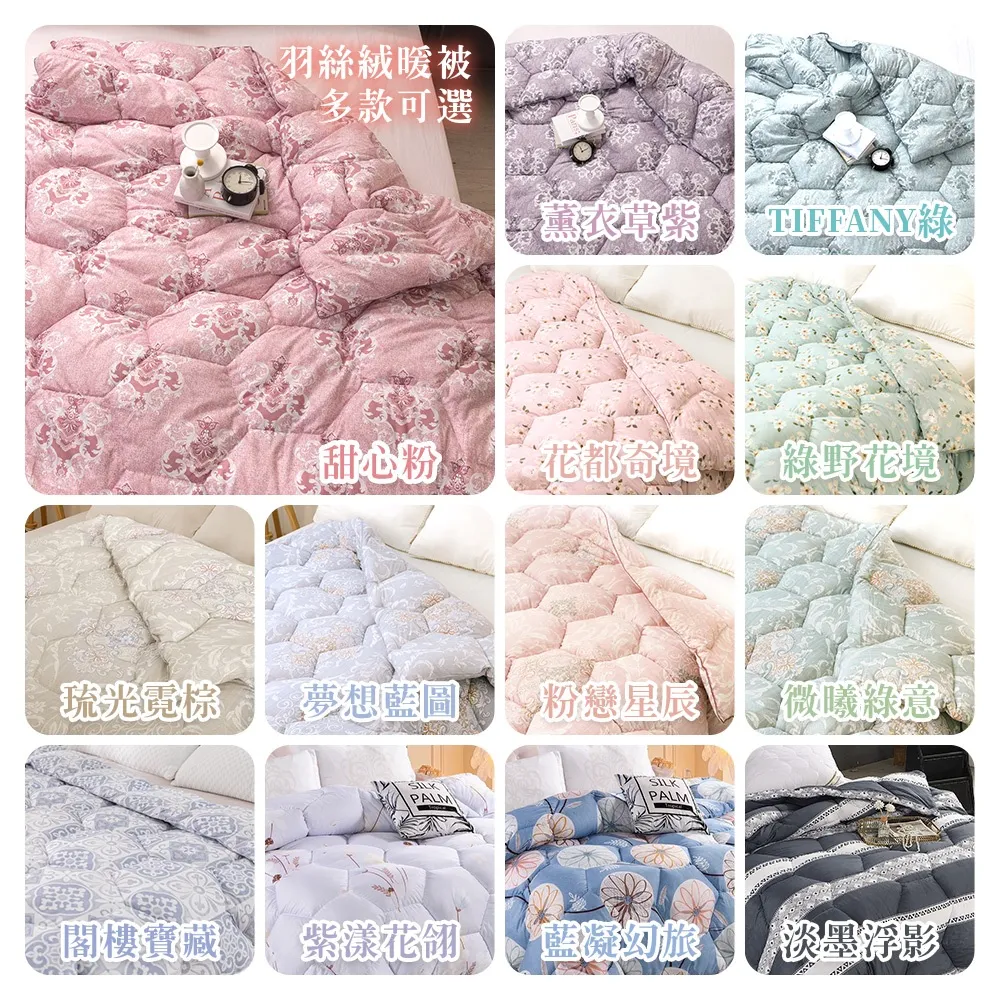 羽絲絨暖被
多款可選
甜心粉
薰衣草紫
TIFFANY綠
花都奇境
綠野花境
琉光霓棕
夢想藍圖
粉戀星辰
微曦綠意
閣樓寶藏
紫漾花翎
SILK
PALM
Tropical
藍凝幻旅
SILK
PALM
Tropical
淡墨浮影